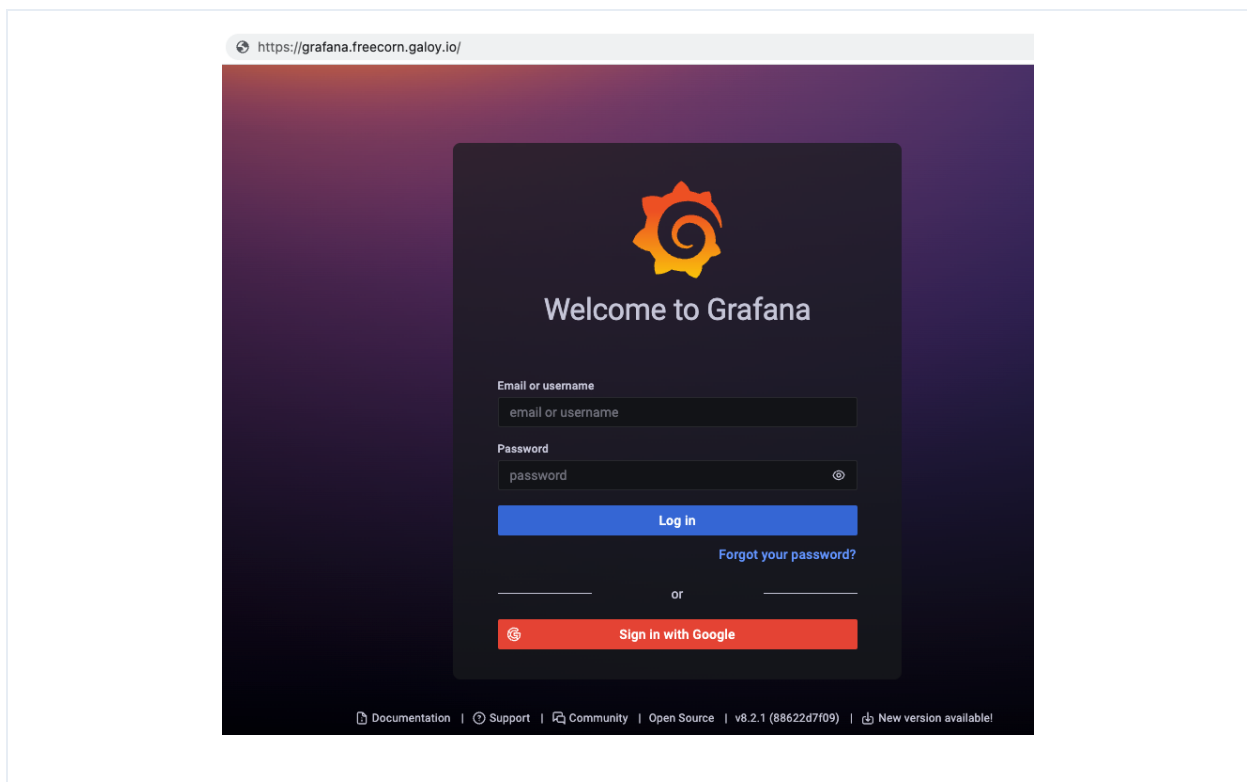 https://grafana.freecorn.galoy.io/
Welcome to Grafana
Email or username
email or username
Password
password
Log in
Forgot your password?
or
Sign in with Google
Documentation | Support | Community | Open Source | v8.2.1 (88622d7f09) | New version available!